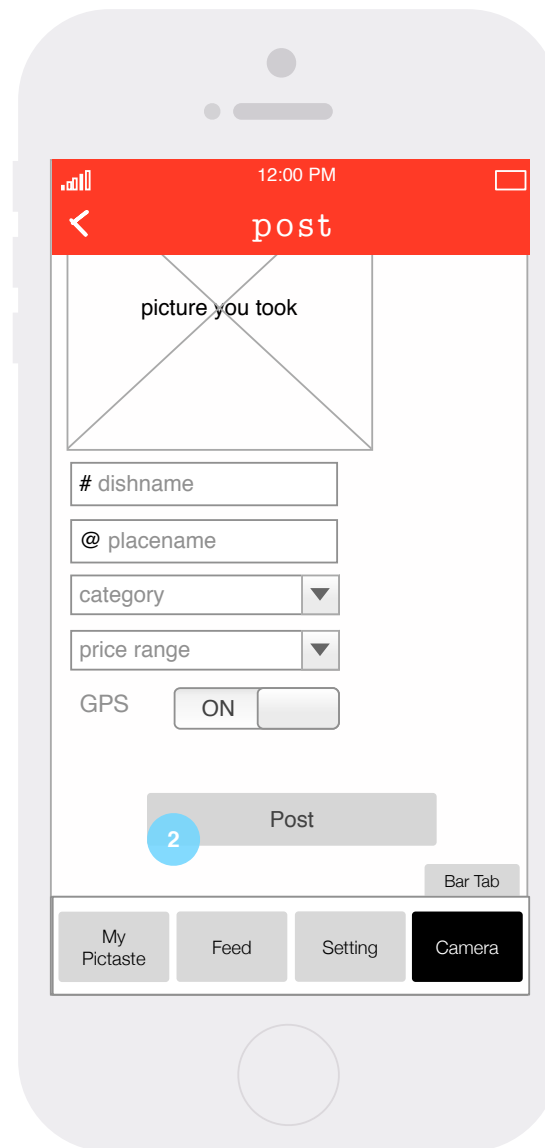 12:00 PM
post
picture you took
# dishname
@ placename
category
price range
GPS ON
Post
2
Bar Tab
My
Pictaste
Feed
Setting
Camera